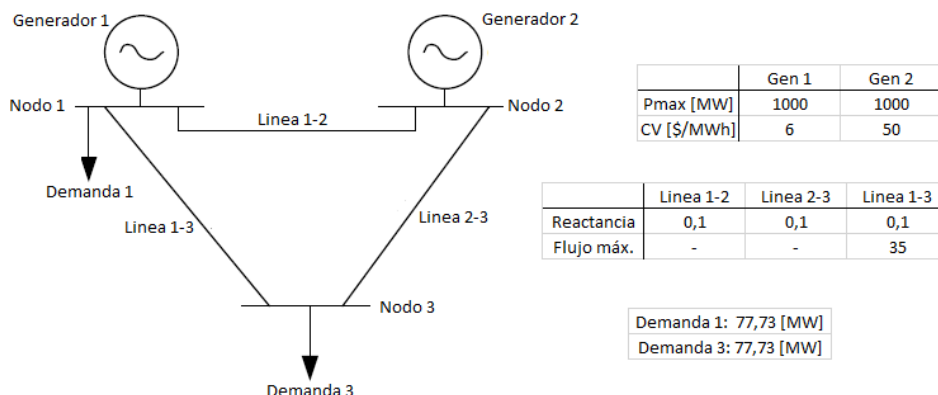 Generador 1
Generador 2
Nodo 1
Nodo 2
Linea 1-2
Demanda 1
Linea 1-3
Linea 2-3
Nodo 3
Demanda 3
Gen 1 Gen 2
Pmax [MW] 1000 1000
CV [$/MWh] 6 50
Linea 1-2 Linea 2-3 Linea 1-3
Reactancia 0,1 0,1 0,1
Flujo máx. - - 35
Demanda 1: 77,73 [MW]
Demanda 3: 77,73 [MW]